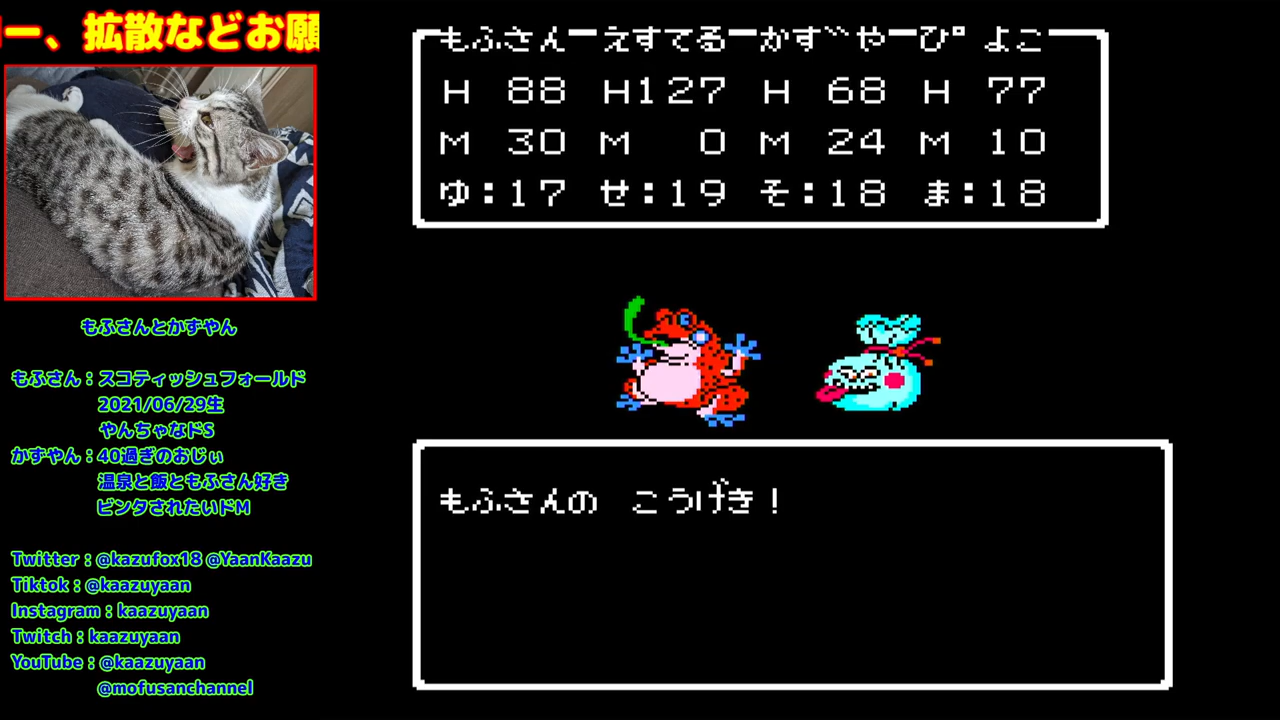 ー、拡散などお願
もふさんとかずやん
もふさん：スコティッシュフォールド
2021/06/29生
やんちゃなドS
かずやん：40過ぎのおじぃ
温泉と飯ともふさん好き
ビンタされたいドM
Twitter：@kazufox18 @YaanKaazu
Tiktok：@kaazuyaan
Instagram：kaazuyaan
Twitch：kaazuyaan
YouTube：@kaazuyaan
@mofusanchannel
もふさん えすてる かずや ぴよこ
H 88 H127 H 68 H 77
M 30 M 0 M 24 M 10
ゆ:17 せ:19 そ:18 ま:18
もふさんの こうげき！